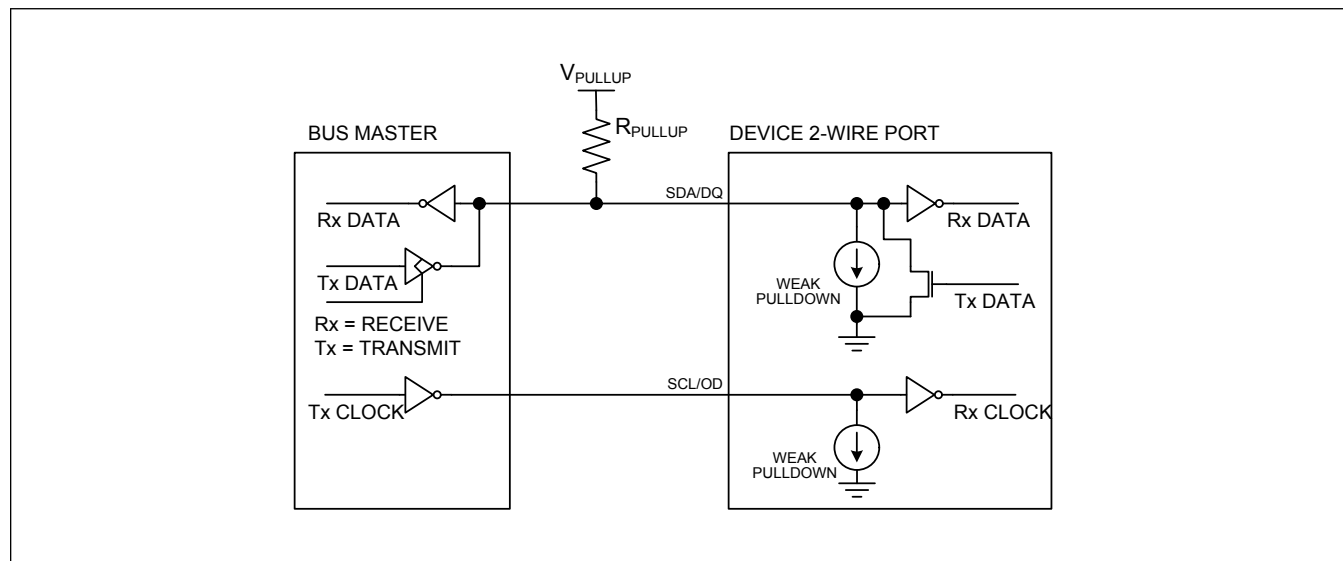 VPULLUP
RPULLUP
BUS MASTER
DEVICE 2-WIRE PORT
SDA/DQ
Rx DATA
Rx DATA
Tx DATA
WEAK
PULLDOWN
Tx DATA
Rx = RECEIVE
Tx = TRANSMIT
SCL/OD
Tx CLOCK
Rx CLOCK
WEAK
PULLDOWN